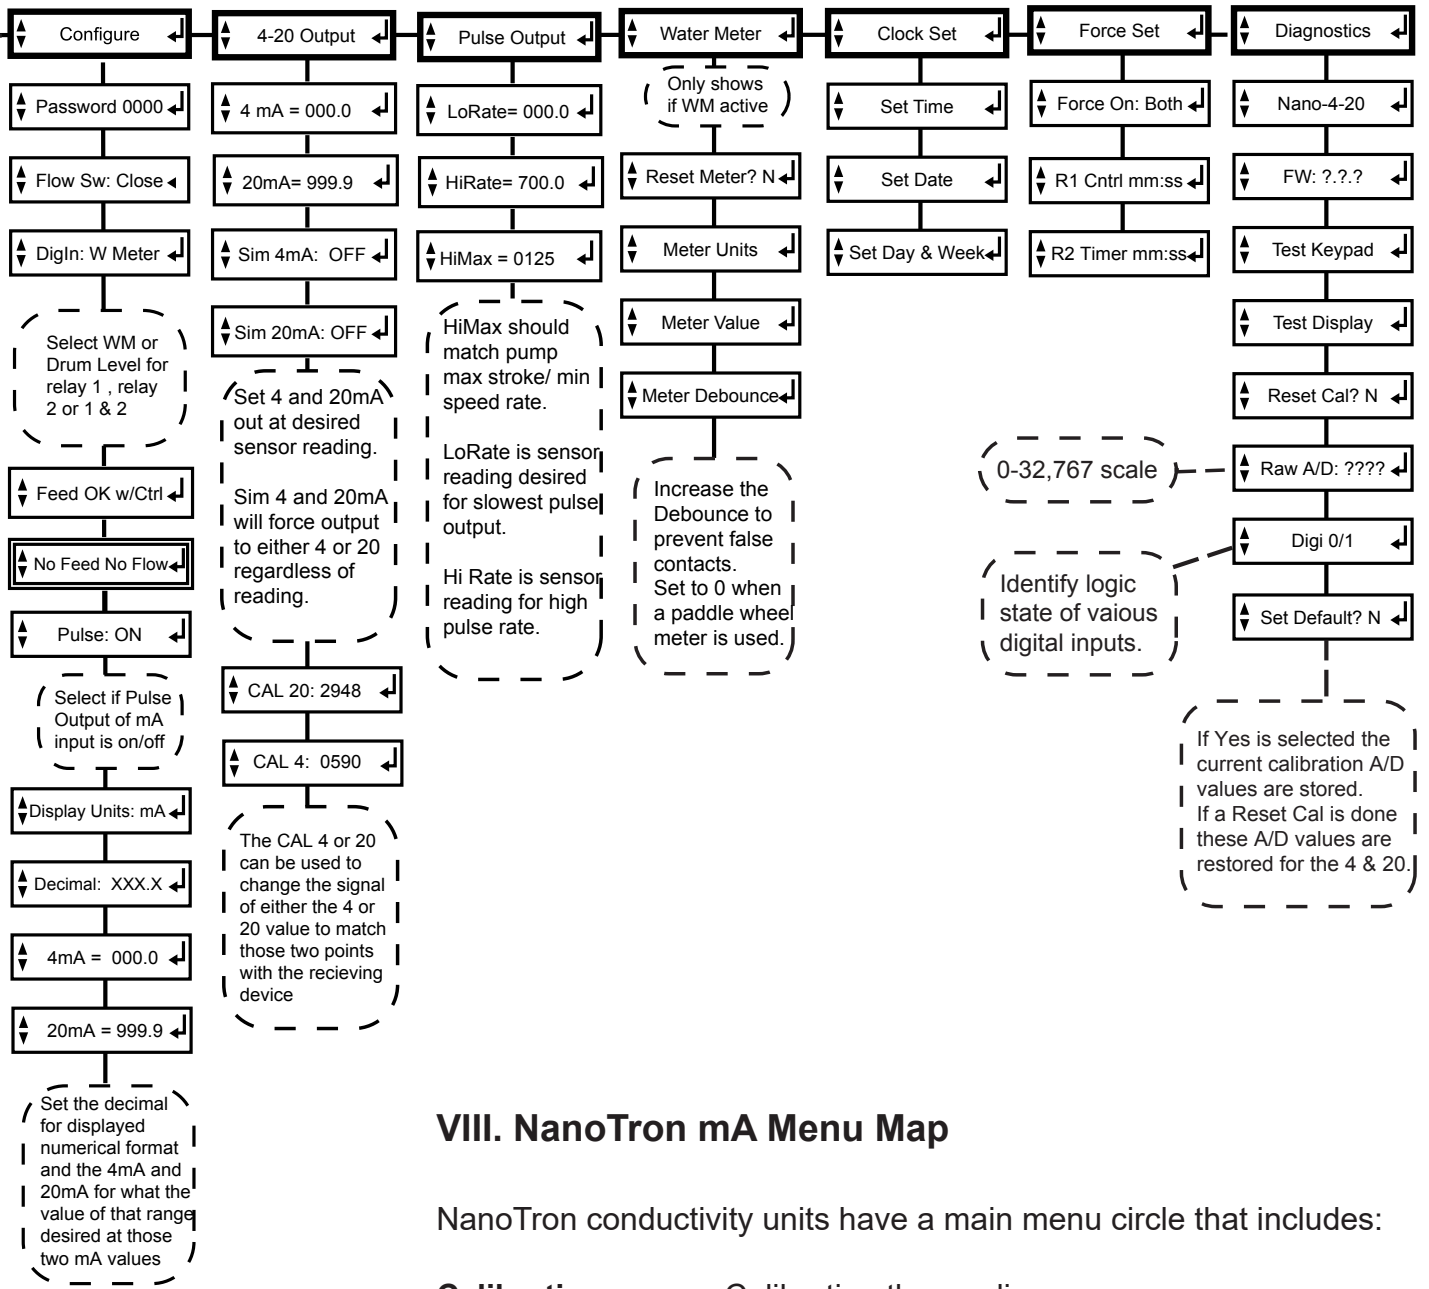 Configure
Password 0000
Flow Sw: Close
DigIn: W Meter
Select WM or
Drum Level for
relay 1 , relay
2 or 1 & 2
Feed OK w/Ctrl
No Feed No Flow
Pulse: ON
Select if Pulse
Output of mA
input is on/off
Display Units: mA
Decimal: XXX.X
4mA = 000.0
20mA = 999.9
Set the decimal
for displayed
numerical format
and the 4mA and
20mA for what the
value of that range
desired at those
two mA values
4-20 Output
4 mA = 000.0
20mA= 999.9
Sim 4mA: OFF
Sim 20mA: OFF
Set 4 and 20mA
out at desired
sensor reading.
Sim 4 and 20mA
will force output
to either 4 or 20
regardless of
reading.
CAL 20: 2948
CAL 4: 0590
The CAL 4 or 20
can be used to
change the signal
of either the 4 or
20 value to match
those two points
with the recieving
device
Pulse Output
LoRate= 000.0
HiRate= 700.0
HiMax = 0125
HiMax should
match pump
max stroke/ min
speed rate.
LoRate is sensor
reading desired
for slowest pulse
output.
Hi Rate is sensor
reading for high
pulse rate.
Water Meter
Only shows
if WM active
Reset Meter? N
Meter Units
Meter Value
Meter Debounce
Increase the
Debounce to
prevent false
contacts.
Set to 0 when
a paddle wheel
meter is used.
Clock Set
Set Time
Set Date
Set Day & Week
Force Set
Force On: Both
R1 Cntrl mm:ss
R2 Timer mm:ss
Diagnostics
Nano-4-20
FW: ?.?.?
Test Keypad
Test Display
Reset Cal? N
Raw A/D: ????
0-32,767 scale
Digi 0/1
Identify logic
state of vaious
digital inputs.
Set Default? N
If Yes is selected the
current calibration A/D
values are stored.
If a Reset Cal is done
these A/D values are
restored for the 4 & 20.
VIII. NanoTron mA Menu Map
NanoTron conductivity units have a main menu circle that includes: